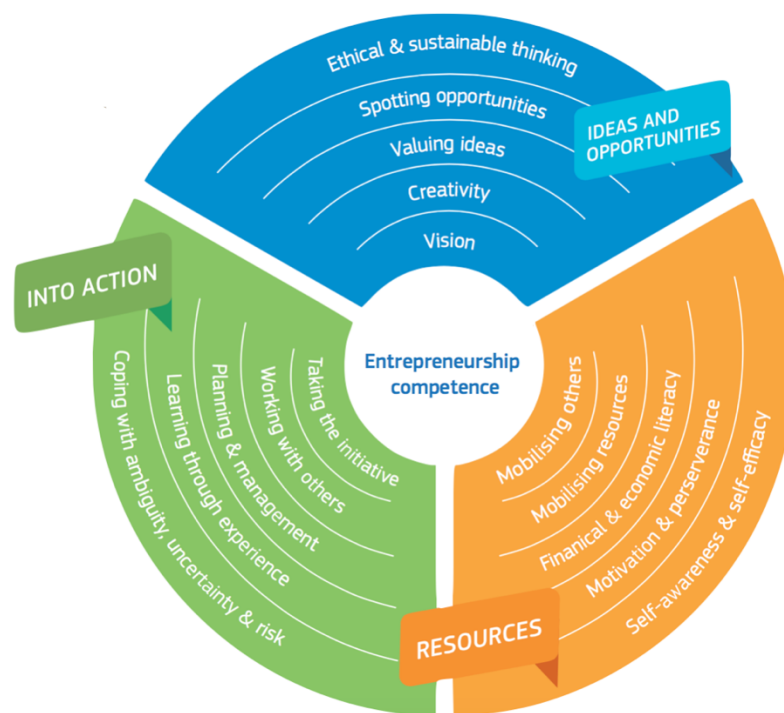 Ethical & sustainable thinking
Spotting opportunities
Valuing ideas
Creativity
Vision
IDEAS AND
OPPORTUNITIES
INTO ACTION
Coping with ambiguity, uncertainty & risk
Learning through experience
Planning & management
Working with others
Taking the initiative
Entrepreneurship
competence
Mobilising others
Mobilising resources
Finanical & economic literacy
Motivation & perserverance
Self-awareness & self-efficacy
RESOURCES